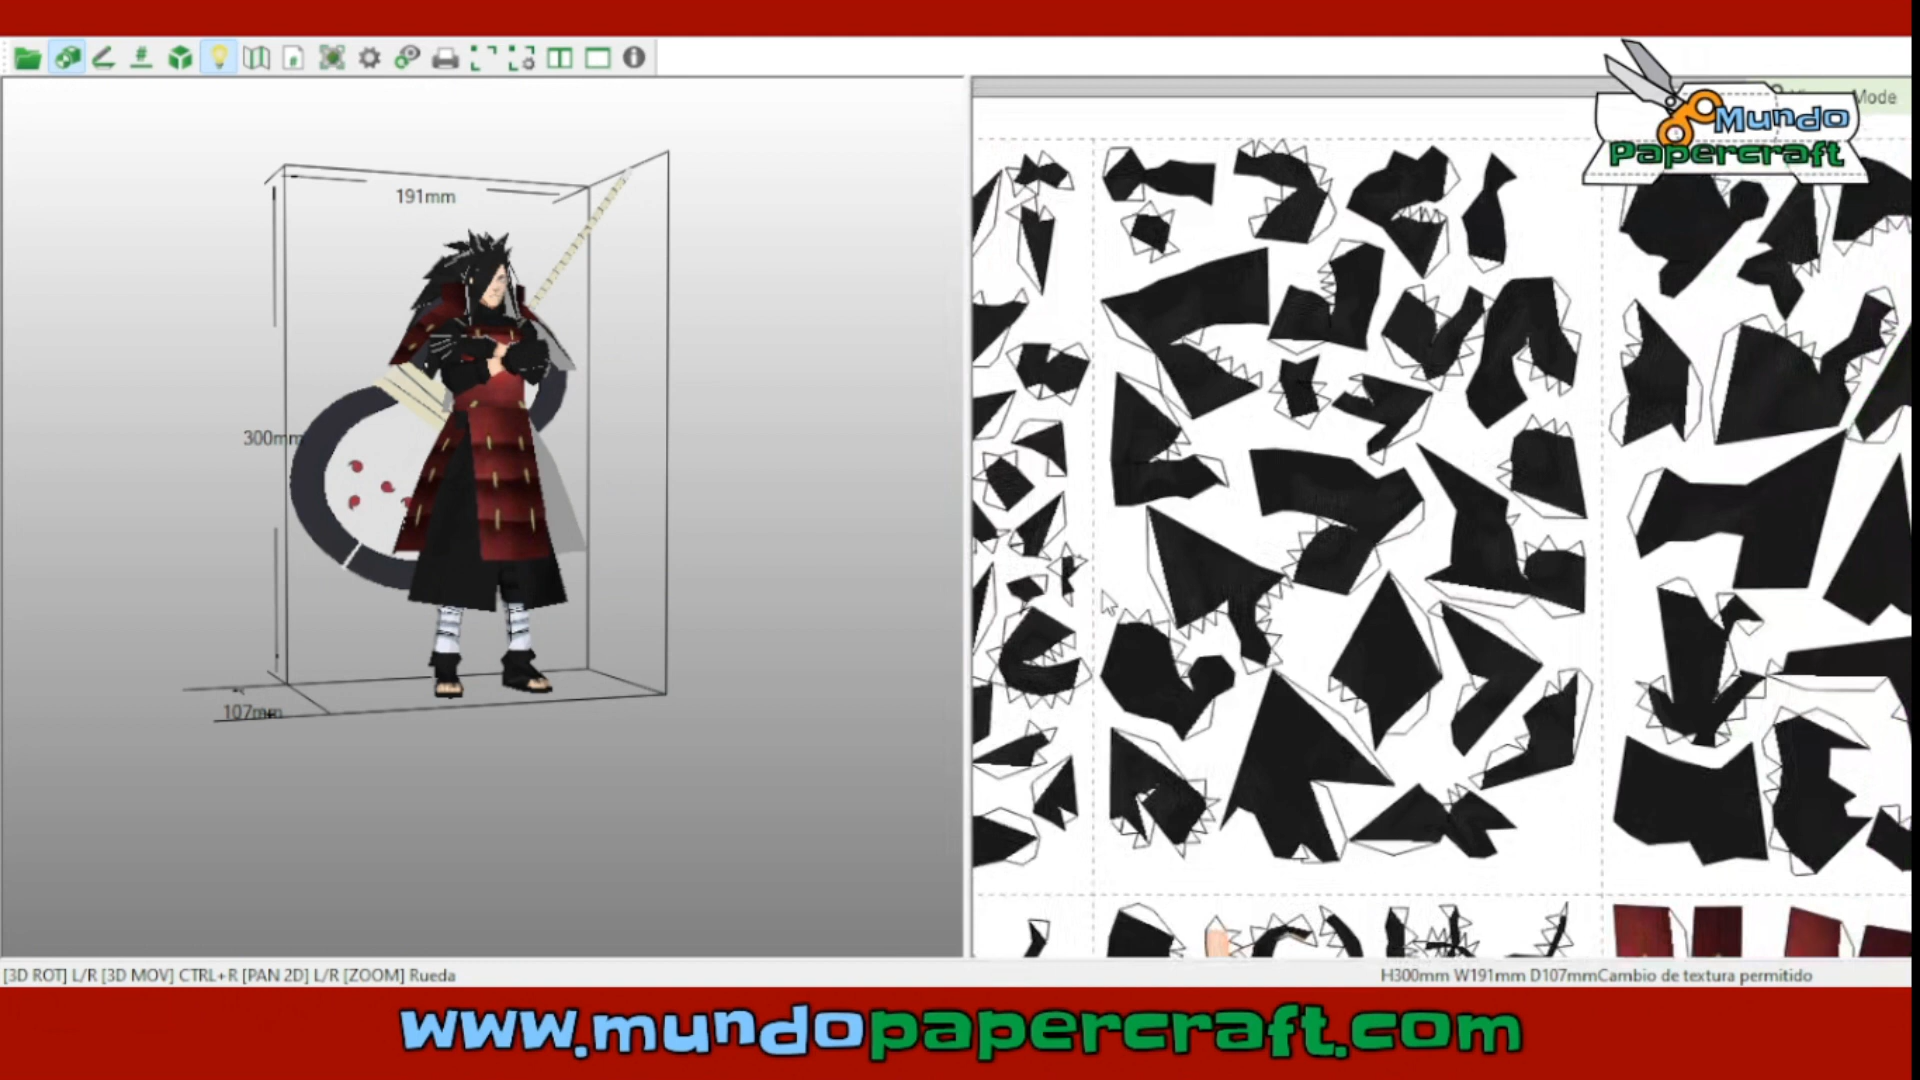 Mundo
Papercraft
Mode
191mm
300mm
107mm
[3D ROT] L/R [3D MOV] CTRL+R [PAN 2D] L/R [ZOOM] Rueda
H300mm W191mm D107mmCambio de textura permitido
www.mundopapercraft.com